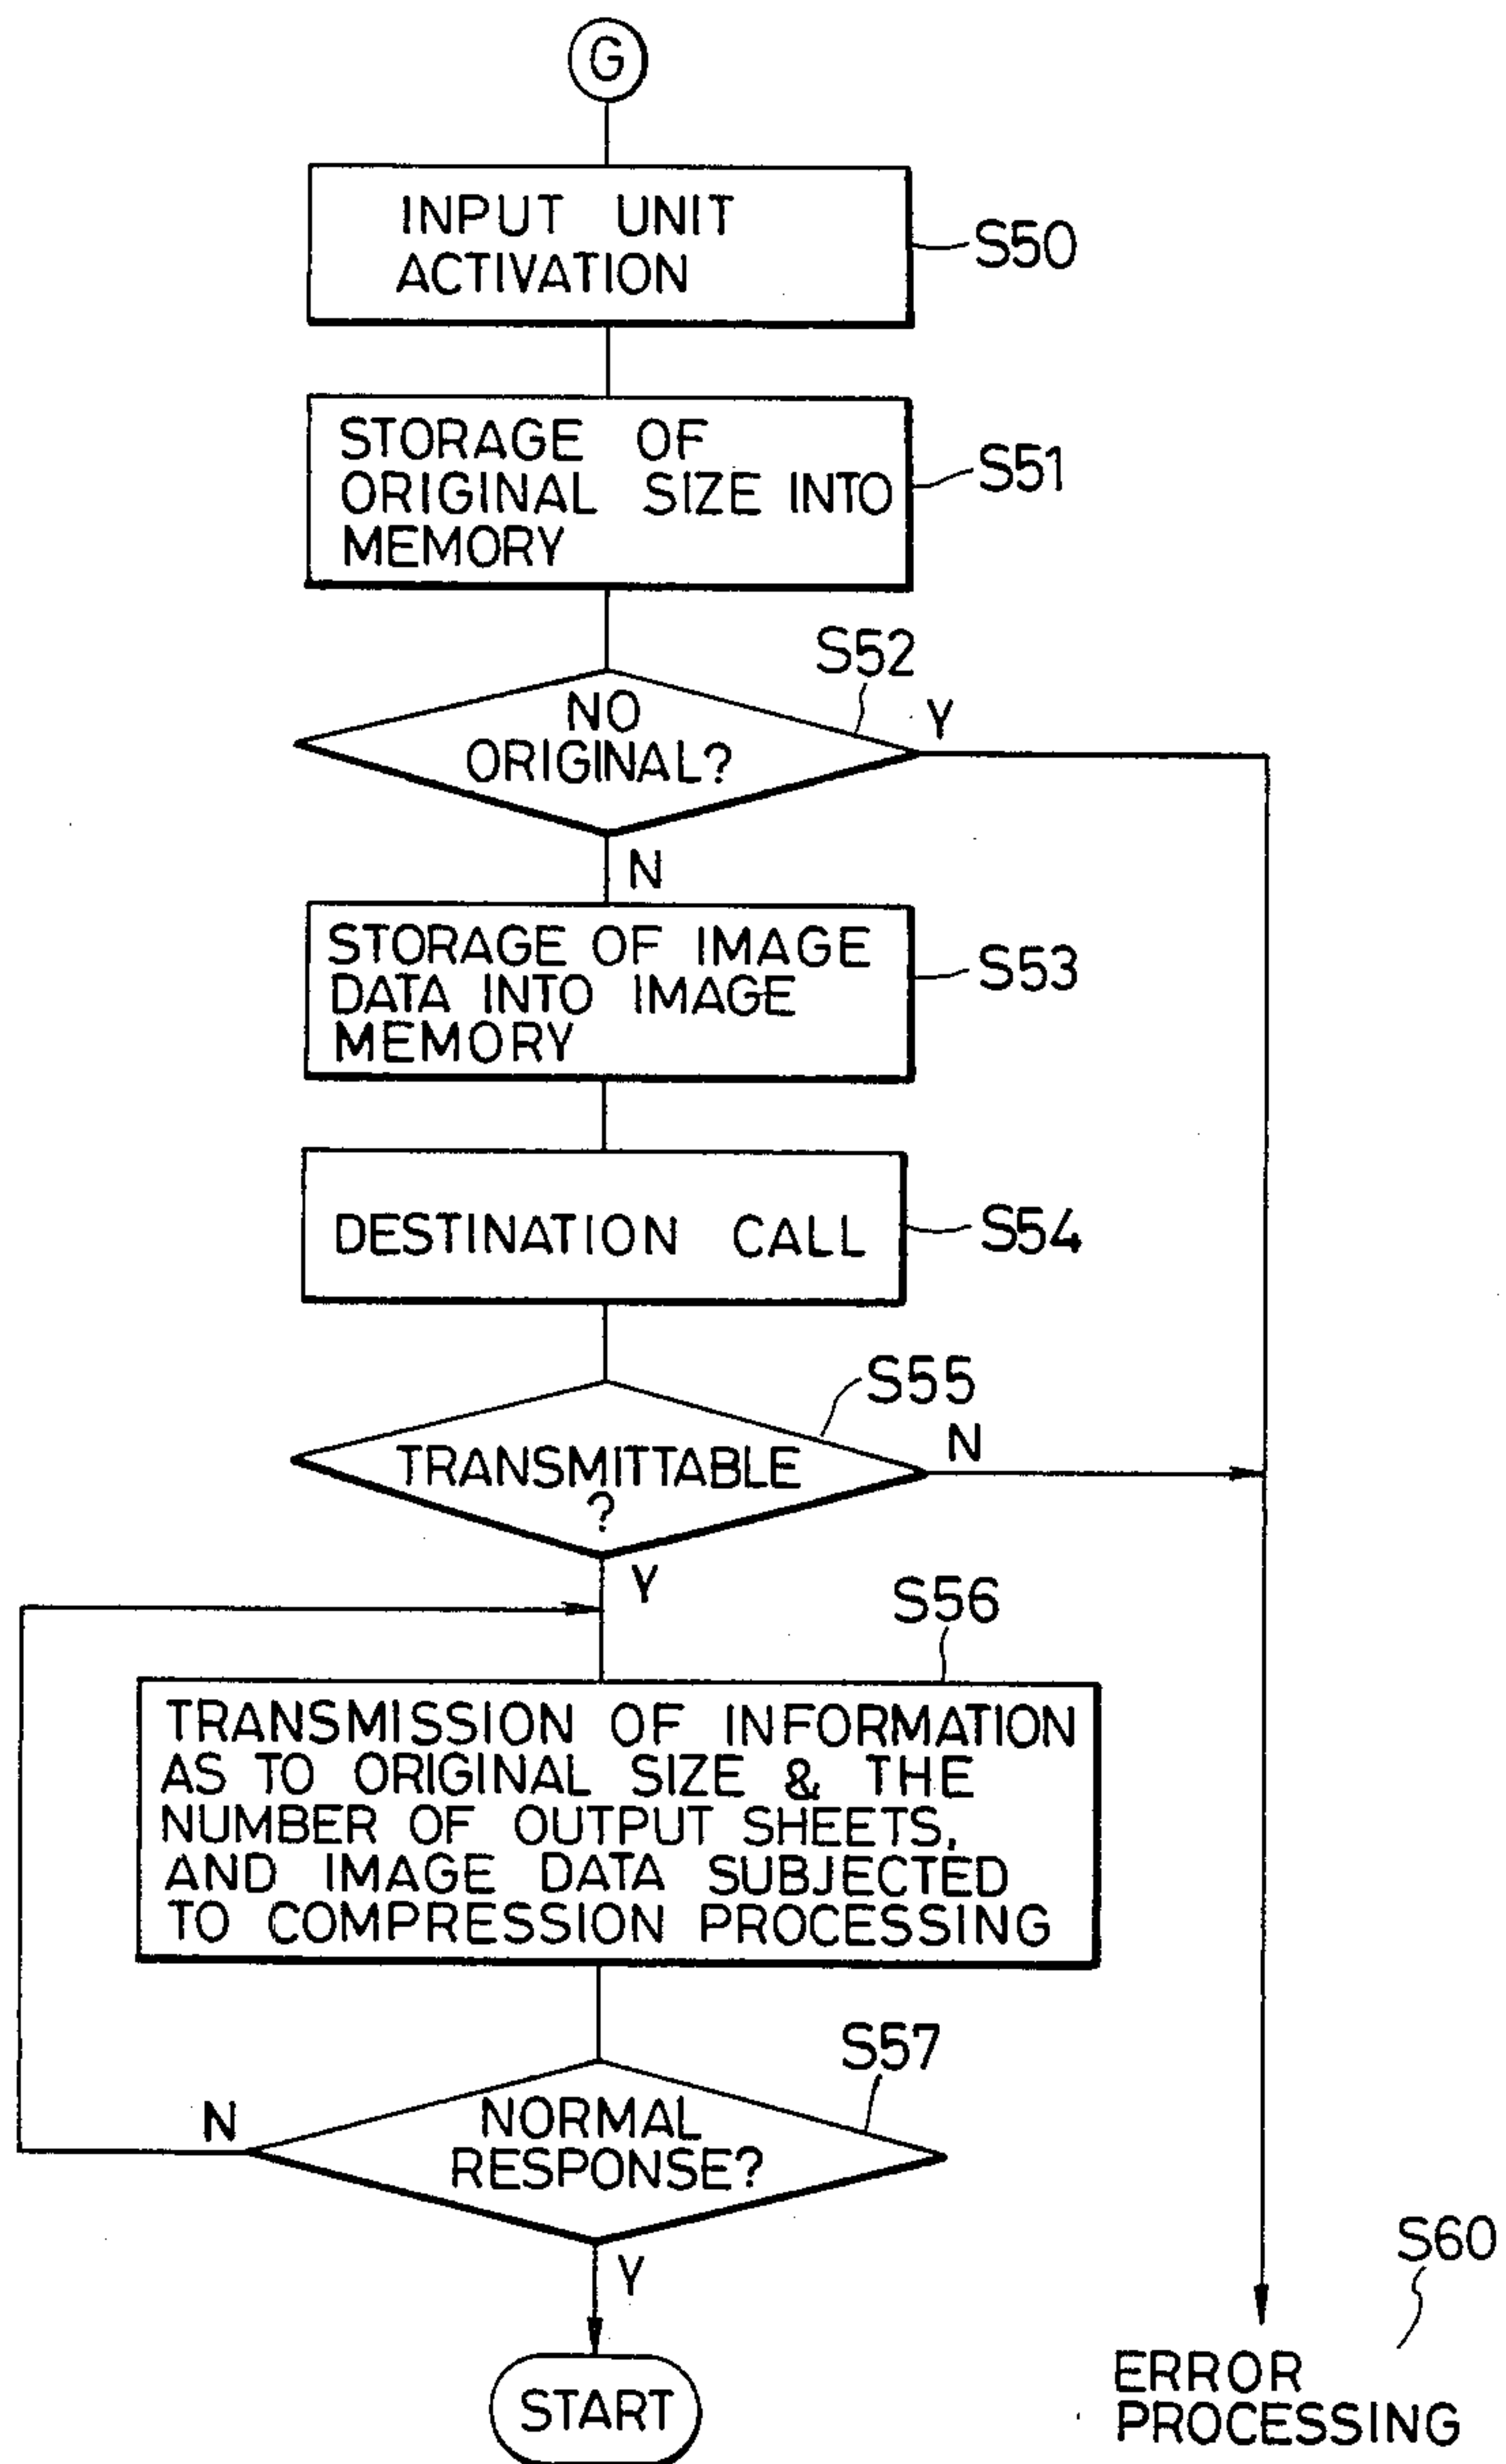 G
INPUT UNIT
ACTIVATION
S50
STORAGE OF
ORIGINAL SIZE INTO
MEMORY
S51
S52
NO
ORIGINAL?
Y
N
STORAGE OF IMAGE
DATA INTO IMAGE
MEMORY
S53
DESTINATION CALL
S54
S55
TRANSMITTABLE
?
N
Y
S56
TRANSMISSION OF INFORMATION
AS TO ORIGINAL SIZE & THE
NUMBER OF OUTPUT SHEETS,
AND IMAGE DATA SUBJECTED
TO COMPRESSION PROCESSING
S57
NORMAL
RESPONSE?
N
Y
START
S60
ERROR
PROCESSING